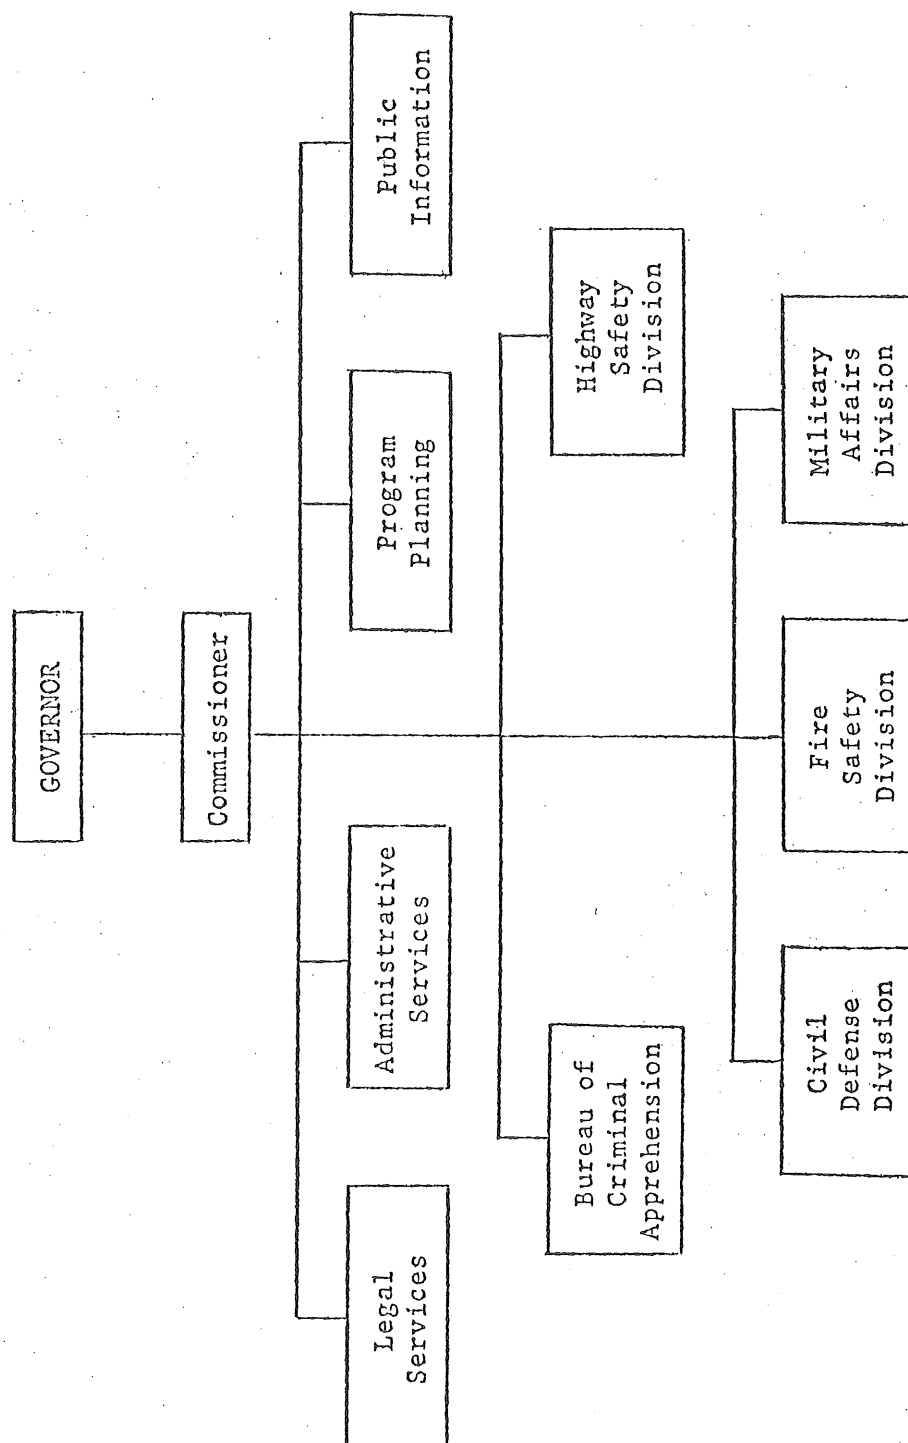 GOVERNOR
Commissioner
Legal
Services
Administrative
Services
Program
Planning
Public
Information
Bureau of
Criminal
Apprehension
Highway
Safety
Division
Civil
Defense
Division
Fire
Safety
Division
Military
Affairs
Division